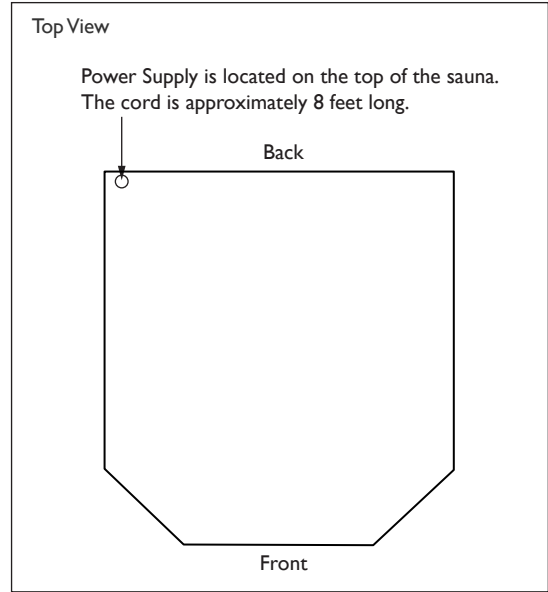 Top View
Power Supply is located on the top of the sauna.
The cord is approximately 8 feet long.
Back
Front